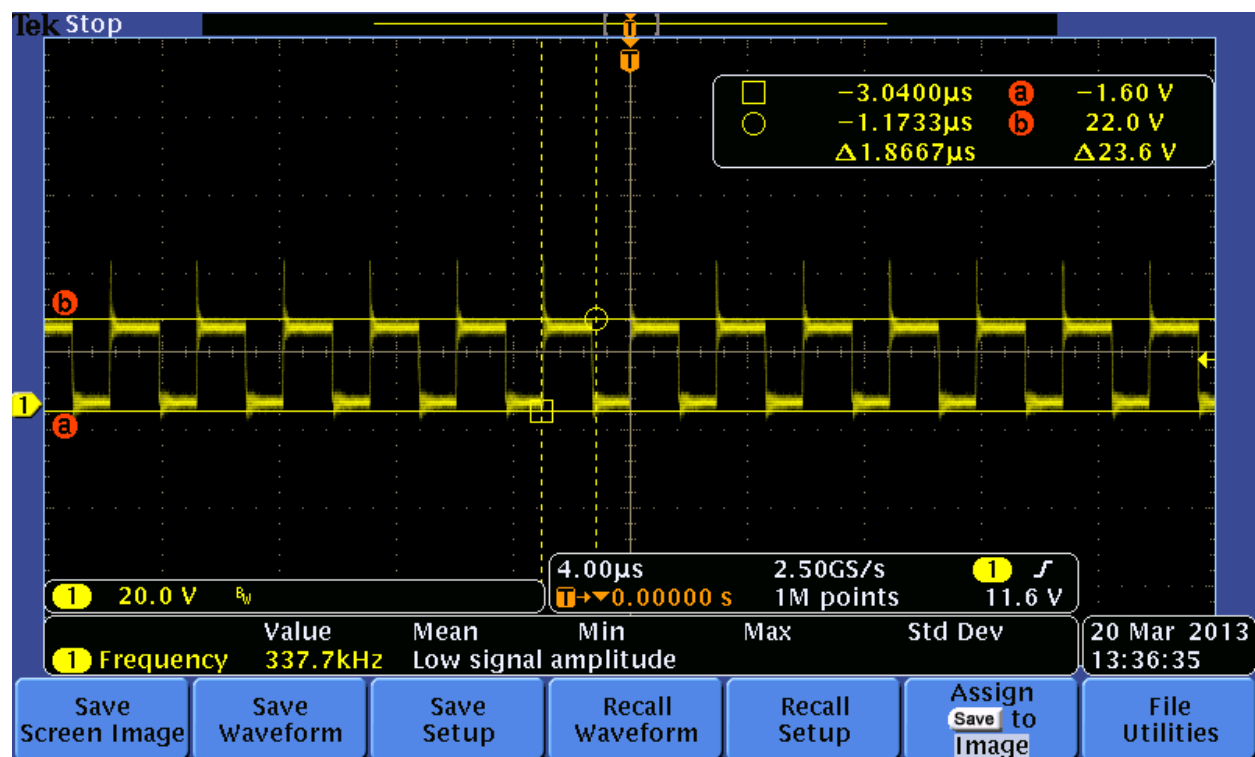 Tek Stop
[ T ]
T
−3.0400µs a −1.60 V
−1.1733µs b 22.0 V
Δ1.8667µs Δ23.6 V
b
1
a
1 20.0 V BW
4.00µs 2.50GS/s 1
T→▼0.00000 s 1M points 11.6 V
Value Mean Min Max Std Dev
1 Frequency 337.7kHz Low signal amplitude
20 Mar 2013
13:36:35
Save Screen Image
Save Waveform
Save Setup
Recall Waveform
Recall Setup
Assign Save to Image
File Utilities